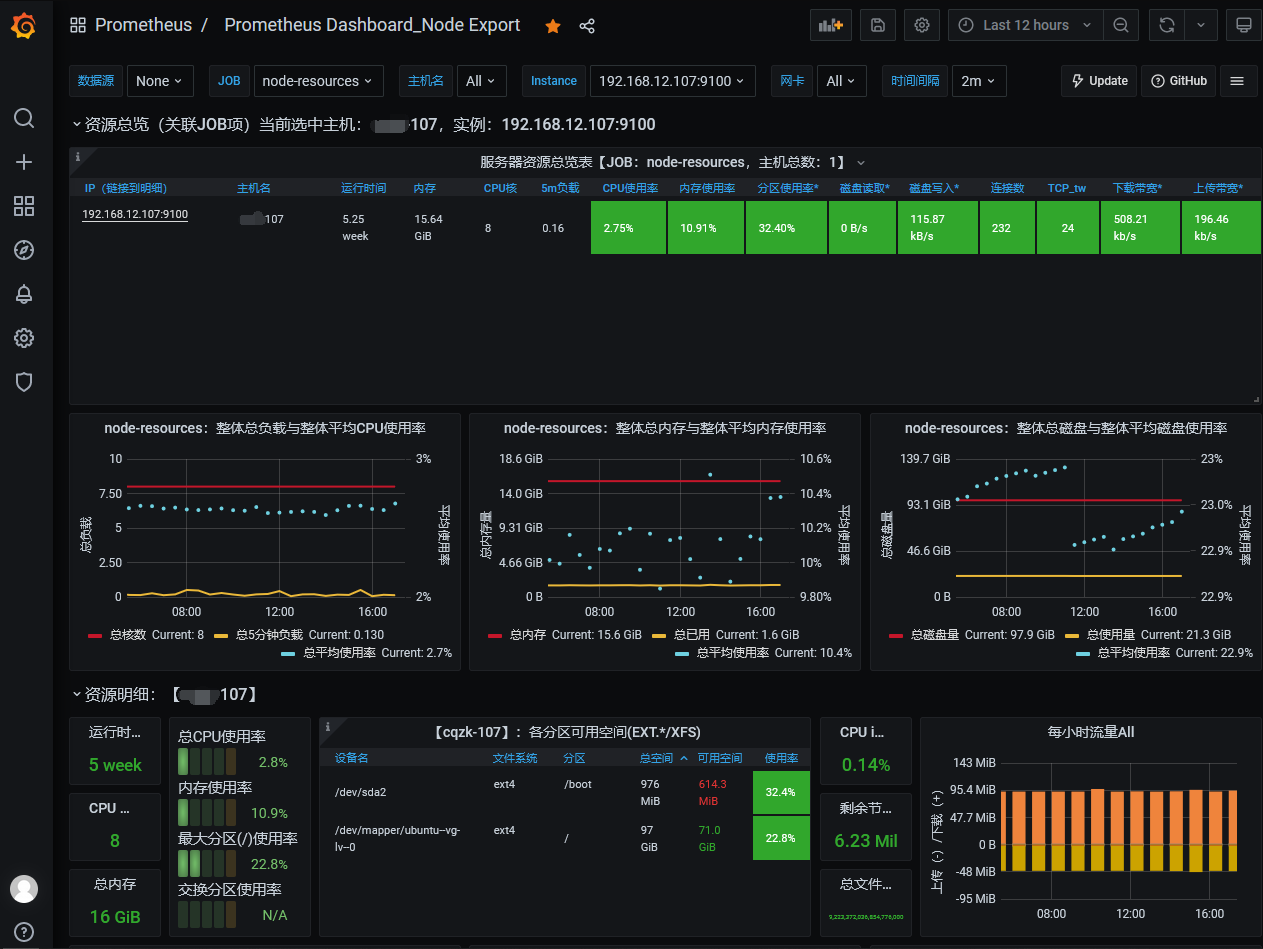 Prometheus / Prometheus Dashboard_Node Export
Last 12 hours
数据源 None JOB node-resources 主机名 All Instance 192.168.12.107:9100 网卡 All 时间间隔 2m Update GitHub
资源总览（关联JOB项）当前选中主机： 107，实例：192.168.12.107:9100
服务器资源总览表【JOB：node-resources，主机总数：1】
IP（链接到明细） 主机名 运行时间 内存 CPU核 5m负载 CPU使用率 内存使用率 分区使用率* 磁盘读取* 磁盘写入* 连接数 TCP_tw 下载带宽* 上传带宽*
192.168.12.107:9100 107 5.25 week 15.64 GiB 8 0.16 2.75% 10.91% 32.40% 0 B/s 115.87 kB/s 232 24 508.21 kb/s 196.46 kb/s
node-resources：整体总负载与整体平均CPU使用率
10
7.50
5
2.50
0
总负载
3%
2%
整体平均使用率
08:00 12:00 16:00
总核数 Current: 8 总5分钟负载 Current: 0.130
总平均使用率 Current: 2.7%
node-resources：整体总内存与整体平均内存使用率
18.6 GiB
14.0 GiB
9.31 GiB
4.66 GiB
0 B
总内存量
10.6%
10.4%
10.2%
10%
9.80%
整体平均使用率
08:00 12:00 16:00
总内存 Current: 15.6 GiB 总已用 Current: 1.6 GiB
总平均使用率 Current: 10.4%
node-resources：整体总磁盘与整体平均磁盘使用率
139.7 GiB
93.1 GiB
46.6 GiB
0 B
总磁盘量
23%
23.0%
22.9%
22.9%
整体平均使用率
08:00 12:00 16:00
总磁盘量 Current: 97.9 GiB 总使用量 Current: 21.3 GiB
总平均使用率 Current: 22.9%
资源明细：【 107】
运行时...
5 week
CPU ...
8
总内存
16 GiB
总CPU使用率
2.8%
内存使用率
10.9%
最大分区(/)使用率
22.8%
交换分区使用率
N/A
【cqzk-107】：各分区可用空间(EXT.*/XFS)
设备名 文件系统 分区 总空间 可用空间 使用率
/dev/sda2 ext4 /boot 976 MiB 614.3 MiB 32.4%
/dev/mapper/ubuntu--vg-lv--0 ext4 / 97 GiB 71.0 GiB 22.8%
CPU i...
0.14%
剩余节...
6.23 Mil
总文件...
9,223,372,036,854,776,000
每小时流量All
143 MiB
95.4 MiB
47.7 MiB
0 B
-48 MiB
-95 MiB
上传（-）/下载（+）
08:00 12:00 16:00